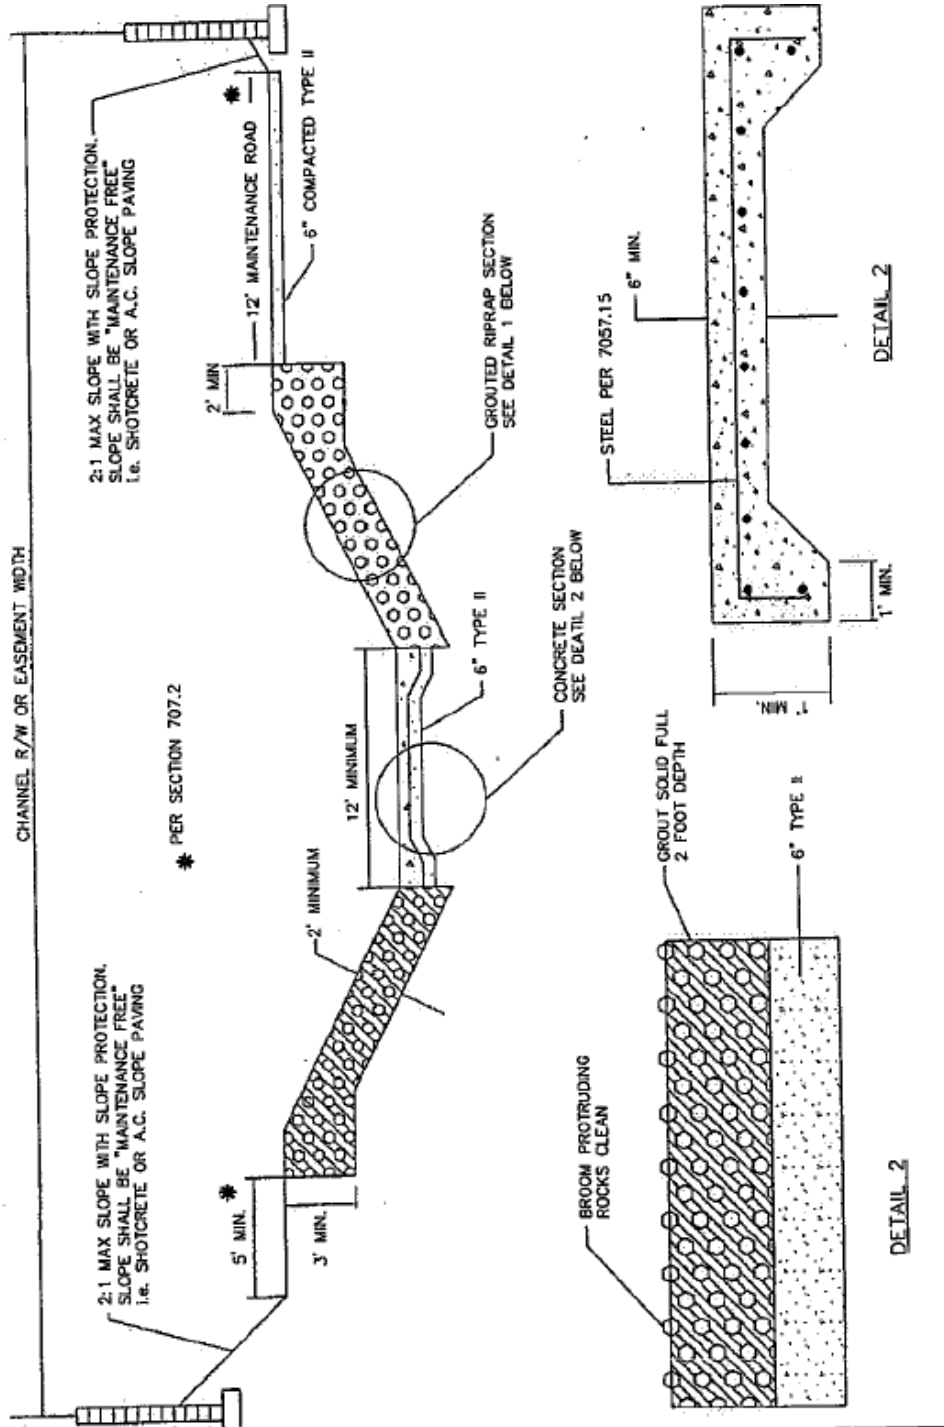 CHANNEL R/W OR EASEMENT WIDTH
2:1 MAX SLOPE WITH SLOPE PROTECTION.
SLOPE SHALL BE "MAINTENANCE FREE"
i.e. SHOTCRETE OR A.C. SLOPE PAVING
2:1 MAX SLOPE WITH SLOPE PROTECTION.
SLOPE SHALL BE "MAINTENANCE FREE"
i.e. SHOTCRETE OR A.C. SLOPE PAVING
* PER SECTION 707.2
5' MIN.
*
3' MIN.
2' MINIMUM
12' MINIMUM
2' MIN
12' MAINTENANCE ROAD
*
6" COMPACTED TYPE II
6" TYPE II
GROUTED RIPRAP SECTION
SEE DETAIL 1 BELOW
CONCRETE SECTION
SEE DEATIL 2 BELOW
BROOM PROTRUDING
ROCKS CLEAN
GROUT SOLID FULL
2 FOOT DEPTH
6" TYPE II
DETAIL 2
STEEL PER 7057.15
6" MIN.
1' MIN.
1' MIN.
DETAIL 2